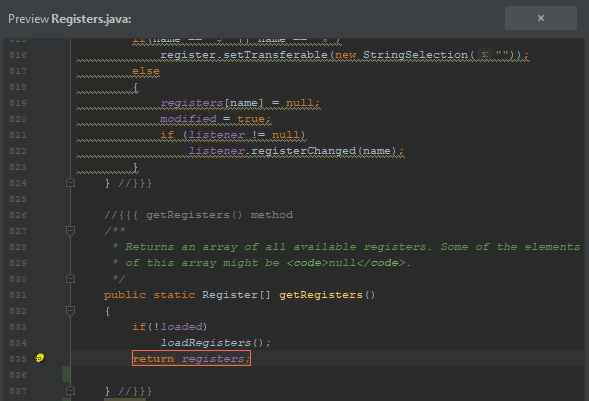 Preview Registers.java:
×
515 if(name == '$' || name == '%')
516 register.setTransferable(new StringSelection( s: ""));
517 else
518 {
519 registers[name] = null;
520 modified = true;
521 if (listener != null)
522 listener.registerChanged(name);
523 }
524 } //}}}
525
526 //{{{ getRegisters() method
527 /**
528 * Returns an array of all available registers. Some of the elements
529 * of this array might be <code>null</code>.
530 */
531 public static Register[] getRegisters()
532 {
533 if(!loaded)
534 loadRegisters();
535 return registers;
536
537 } //}}}